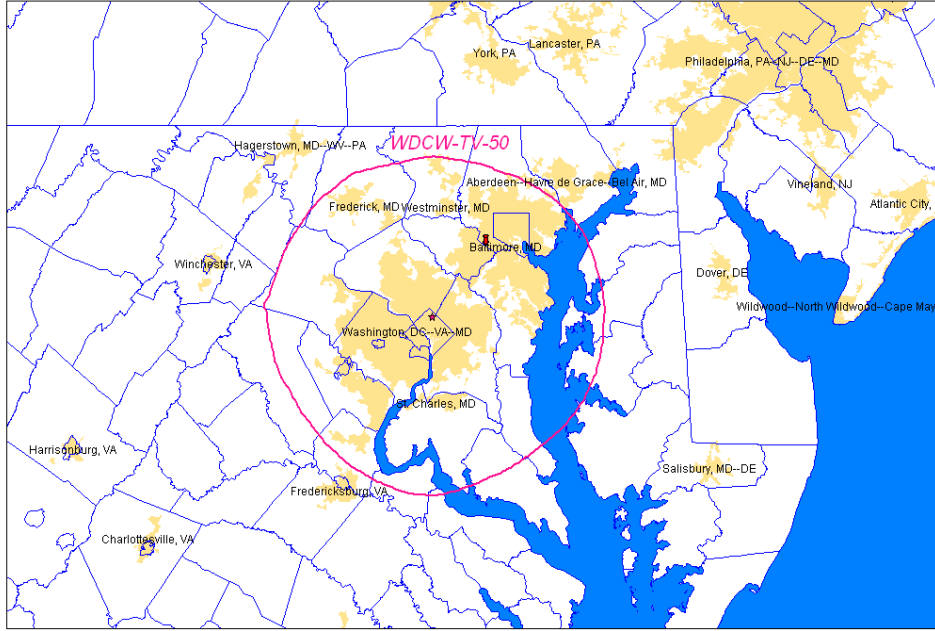 York, PA
Lancaster, PA
Philadelphia, PA--NJ--DE--MD
WDCW-TV-50
Hagerstown, MD--WV--PA
Aberdeen--Havre de Grace--Bel Air, MD
Vineland, NJ
Frederick, MD
Westminster, MD
Atlantic City,
Baltimore, MD
Winchester, VA
Dover, DE
Wildwood--North Wildwood--Cape May
Washington, DC--VA--MD
St. Charles, MD
Harrisonburg, VA
Salisbury, MD--DE
Fredericksburg, VA
Charlottesville, VA